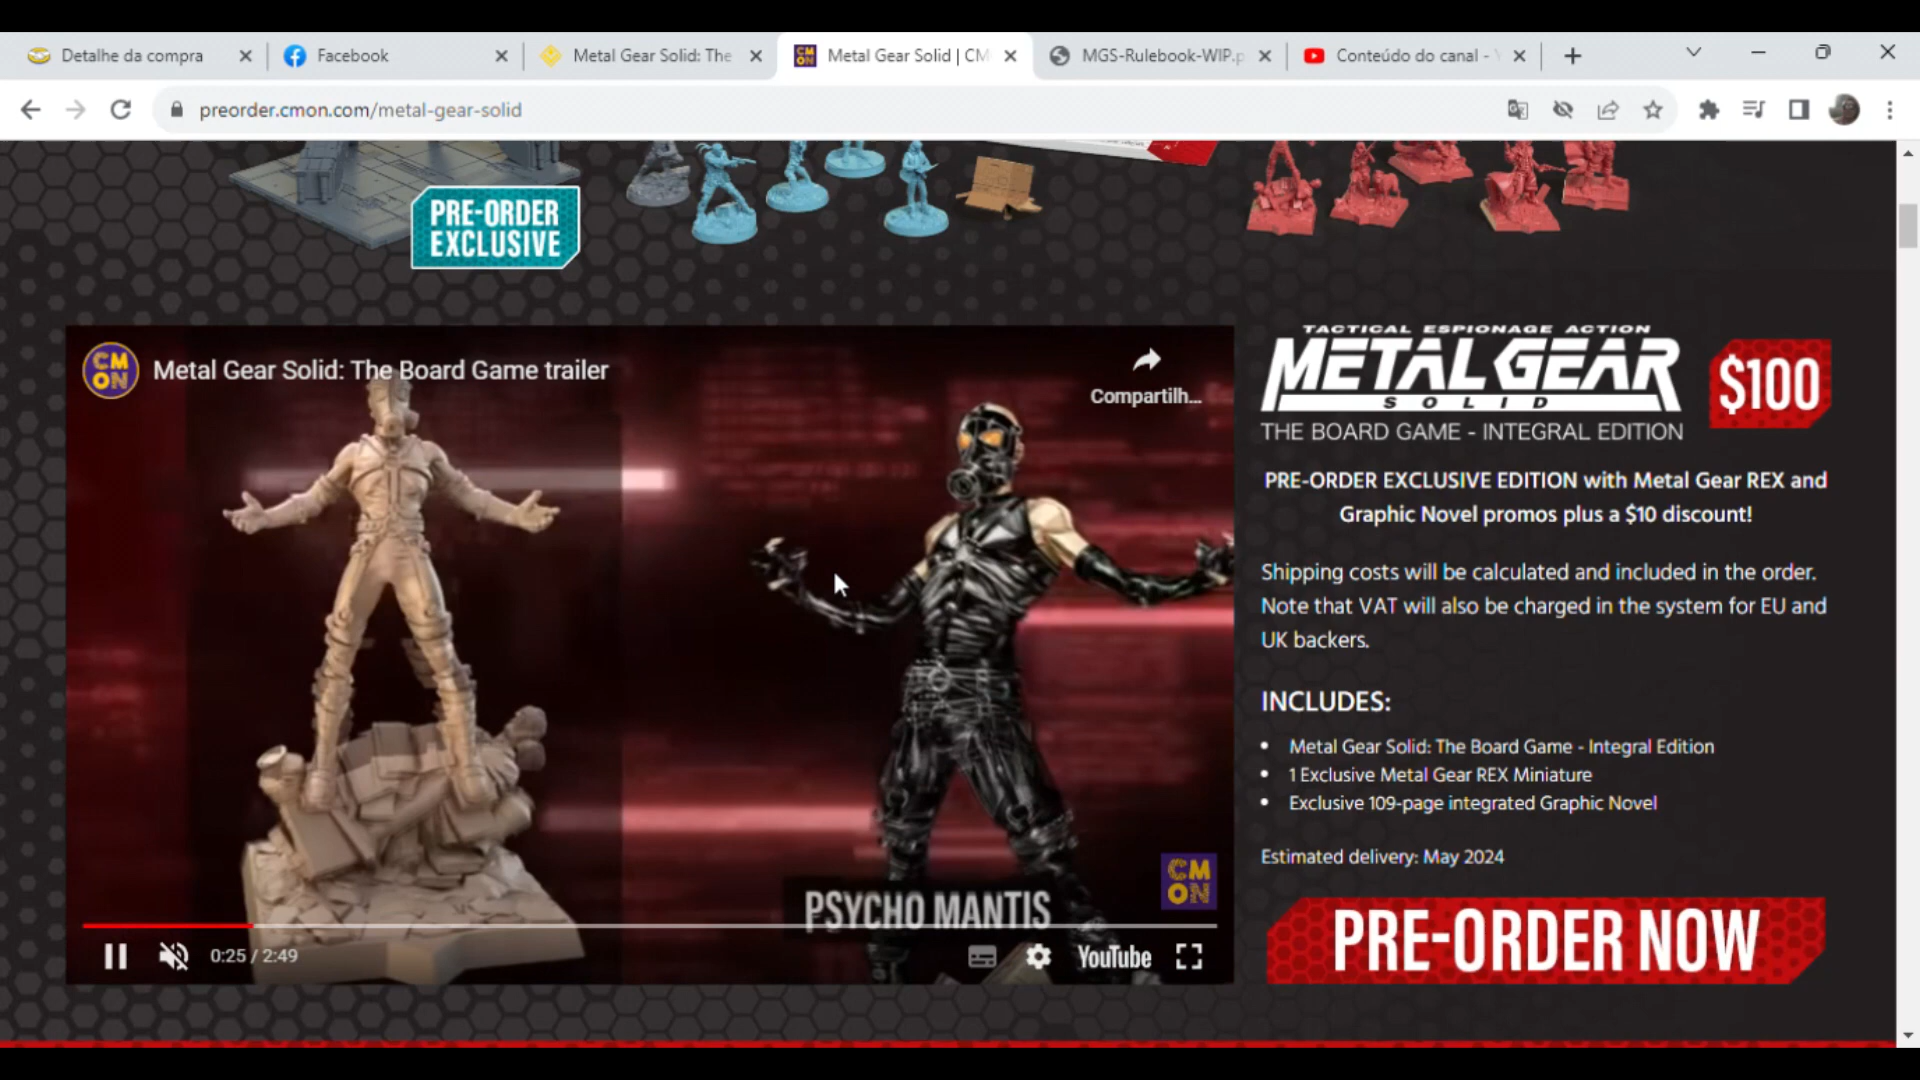 Detalhe da compra
Facebook
Metal Gear Solid: The
Metal Gear Solid | CM
MGS-Rulebook-WIP.p
Conteúdo do canal - Y
preorder.cmon.com/metal-gear-solid
PRE-ORDER
EXCLUSIVE
CM
ON
Metal Gear Solid: The Board Game trailer
Compartilh...
PSYCHO MANTIS
CM
ON
0:25 / 2:49
YouTube
TACTICAL ESPIONAGE ACTION
METAL GEAR
SOLID
THE BOARD GAME - INTEGRAL EDITION
$100
PRE-ORDER EXCLUSIVE EDITION with Metal Gear REX and
Graphic Novel promos plus a $10 discount!
Shipping costs will be calculated and included in the order.
Note that VAT will also be charged in the system for EU and
UK backers.
INCLUDES:
• Metal Gear Solid: The Board Game - Integral Edition
• 1 Exclusive Metal Gear REX Miniature
• Exclusive 109-page integrated Graphic Novel
Estimated delivery: May 2024
PRE-ORDER NOW